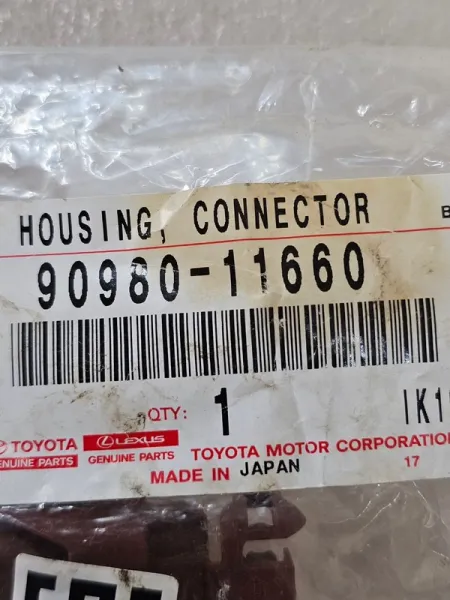 HOUSING, CONNECTOR B
90980-11660
QTY: 1 IK1
TOYOTA LEXUS TOYOTA MOTOR CORPORATION
GENUINE PARTS GENUINE PARTS 17
MADE IN JAPAN